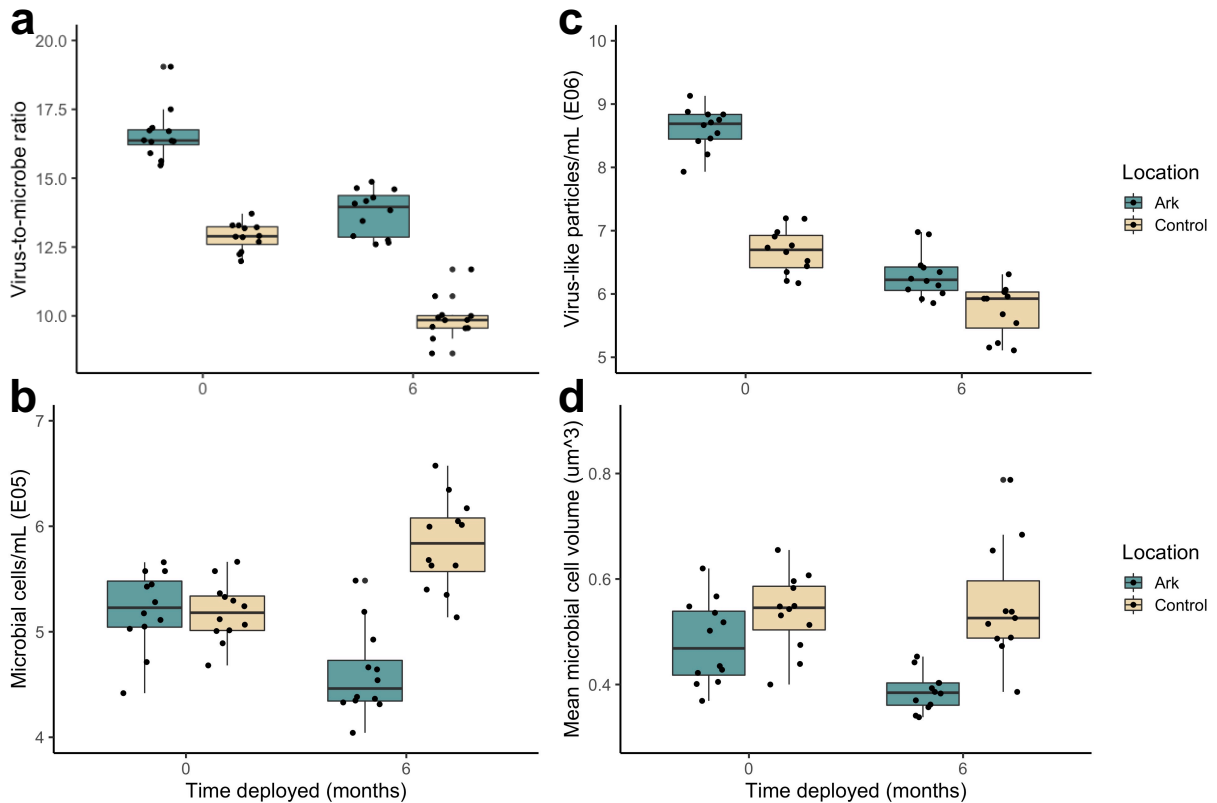 a
Virus-to-microbe ratio
20.0
17.5
15.0
12.5
10.0
0
6
c
Virus-like particles/mL (E06)
10
9
8
7
6
5
0
6
Location
Ark
Control
b
Microbial cells/mL (E05)
7
6
5
4
0
6
Time deployed (months)
d
Mean microbial cell volume (um^3)
0.8
0.6
0.4
0
6
Time deployed (months)
Location
Ark
Control